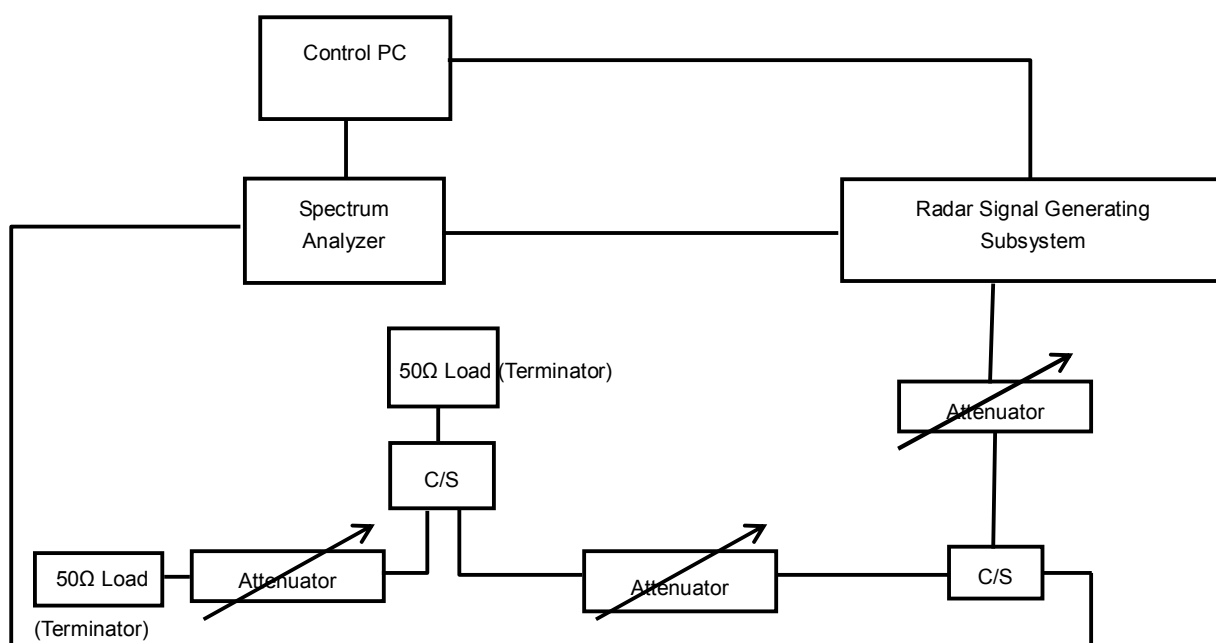 Control PC
Spectrum
Analyzer
Radar Signal Generating
Subsystem
50Ω Load (Terminator)
Attenuator
C/S
50Ω Load
(Terminator)
Attenuator
Attenuator
C/S